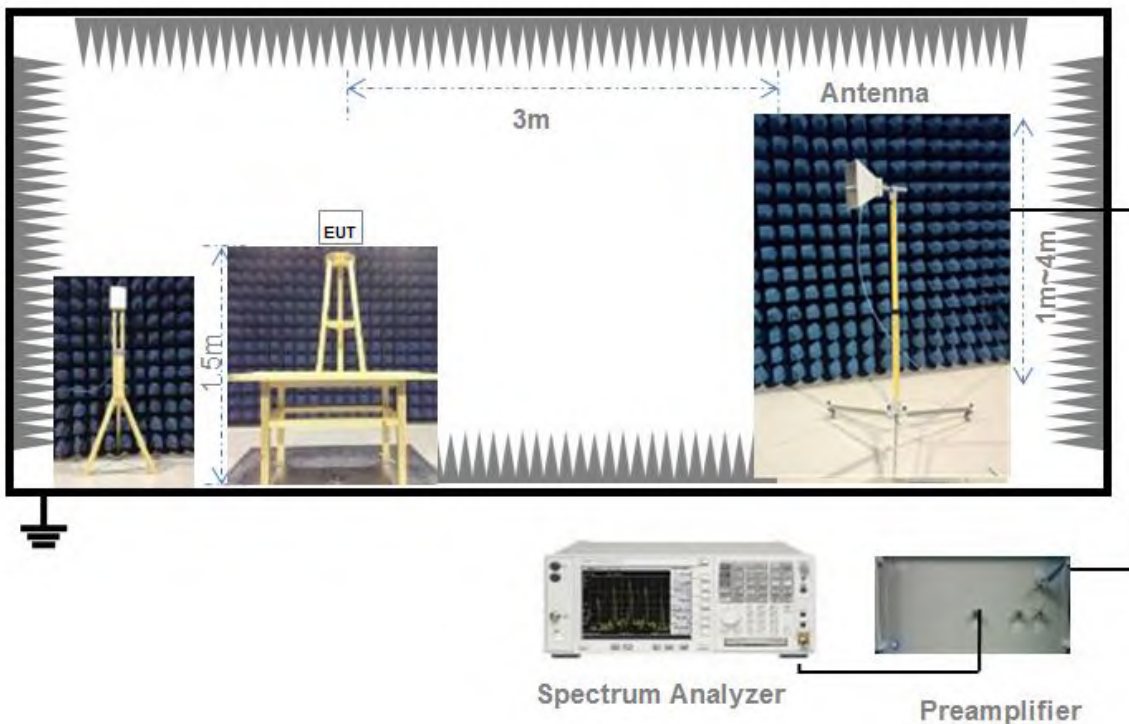 Antenna
3m
EUT
1.5m
1m~4m
Spectrum Analyzer
Preamplifier